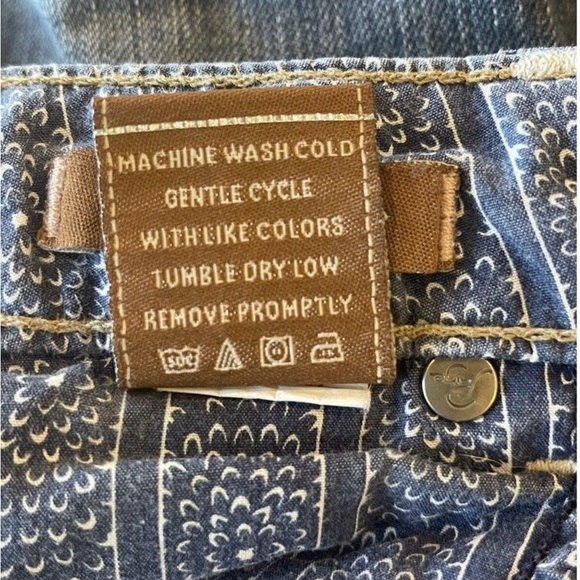 MACHINE WASH COLD
GENTLE CYCLE
WITH LIKE COLORS
TUMBLE DRY LOW
REMOVE PROMPTLY